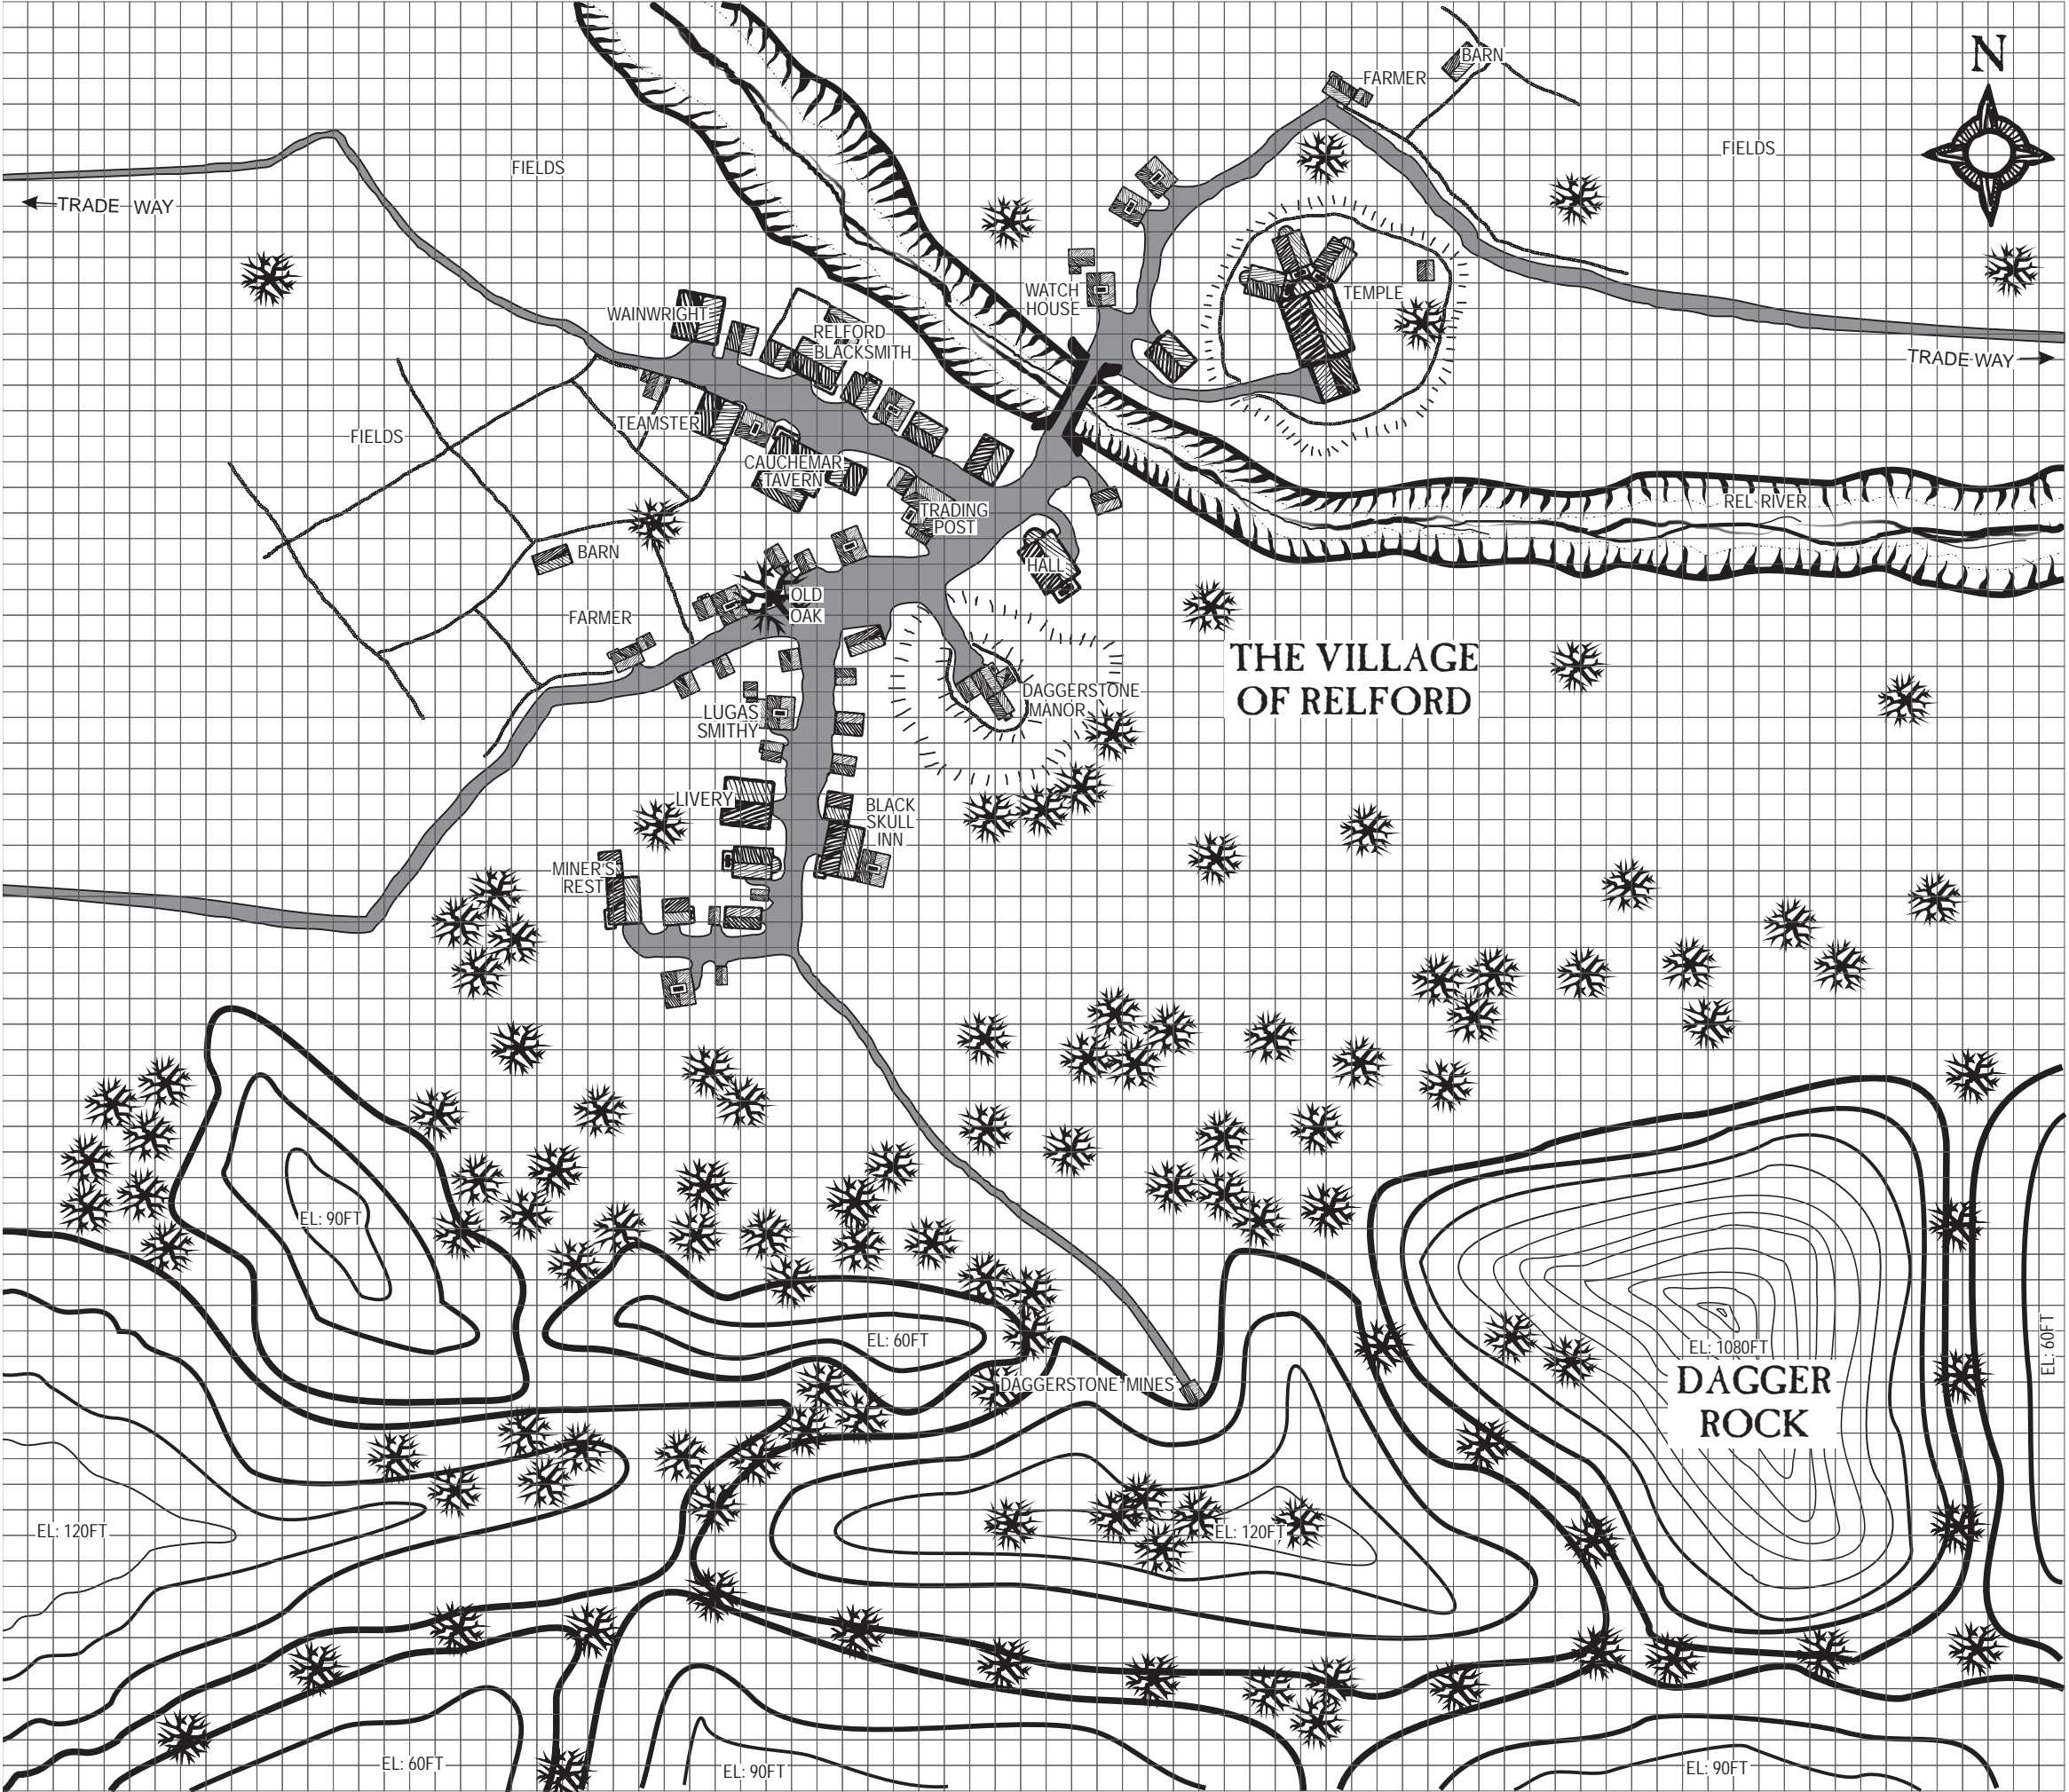 N
BARN
FARMER
FIELDS
FIELDS
TRADE WAY
WATCH
HOUSE
TEMPLE
WAINWRIGHT
RELFORD
BLACKSMITH
TRADE WAY
TEAMSTER
FIELDS
CAUCHEMAR
TAVERN
TRADING
POST
REL RIVER
BARN
HALL
OLD
OAK
FARMER
THE VILLAGE
OF RELFORD
DAGGERSTONE
MANOR
LUGAS
SMITHY
LIVERY
BLACK
SKULL
INN
MINER'S
REST
EL: 90FT
EL: 60FT
EL: 60FT
EL: 1080FT
DAGGER
ROCK
DAGGERSTONE MINES
EL: 120FT
EL: 120FT
EL: 60FT
EL: 90FT
EL: 90FT